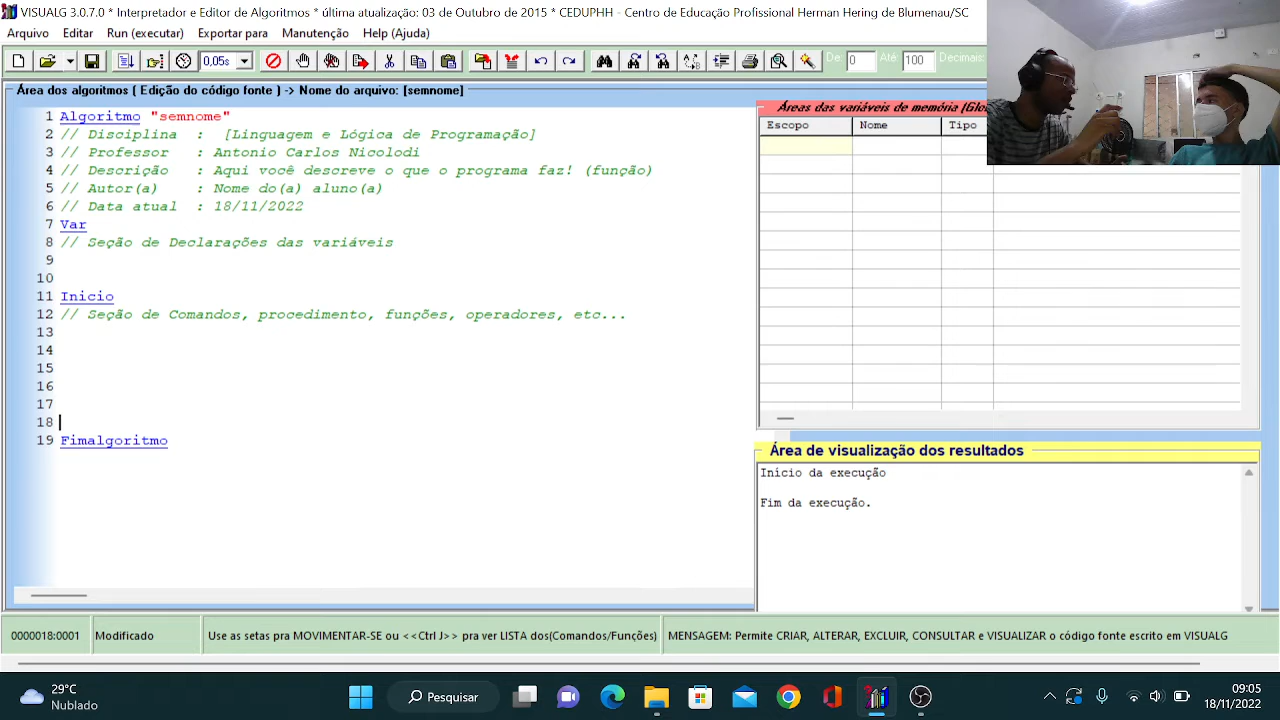 VISUALG 3.0.7.0 * Interpretador e Editor de Algoritmos * última atualização: 03 de Outubro de 2015 * CEDUPHH - Centro de Educação Profissional Herman Hering de Blumenau/SC
Arquivo Editar Run (executar) Exportar para Manutenção Help (Ajuda)
0,05s De: 0 Até: 100 Decimais:
Área dos algoritmos ( Edição do código fonte ) -> Nome do arquivo: [semnome]
1 Algoritmo "semnome"
2 // Disciplina : [Linguagem e Lógica de Programação]
3 // Professor : Antonio Carlos Nicolodi
4 // Descrição : Aqui você descreve o que o programa faz! (função)
5 // Autor(a) : Nome do(a) aluno(a)
6 // Data atual : 18/11/2022
7 Var
8 // Seção de Declarações das variáveis
9
10
11 Inicio
12 // Seção de Comandos, procedimento, funções, operadores, etc...
13
14
15
16
17
18
19 Fimalgoritmo
Áreas das variáveis de memória (Glo
Escopo Nome Tipo
Área de visualização dos resultados
Início da execução
Fim da execução.
0000018:0001 Modificado Use as setas pra MOVIMENTAR-SE ou <<Ctrl J>> pra ver LISTA dos(Comandos/Funções) MENSAGEM: Permite CRIAR, ALTERAR, EXCLUIR, CONSULTAR e VISUALIZAR o código fonte escrito em VISUALG
29°C
Nublado
Pesquisar
09:05
18/11/2022